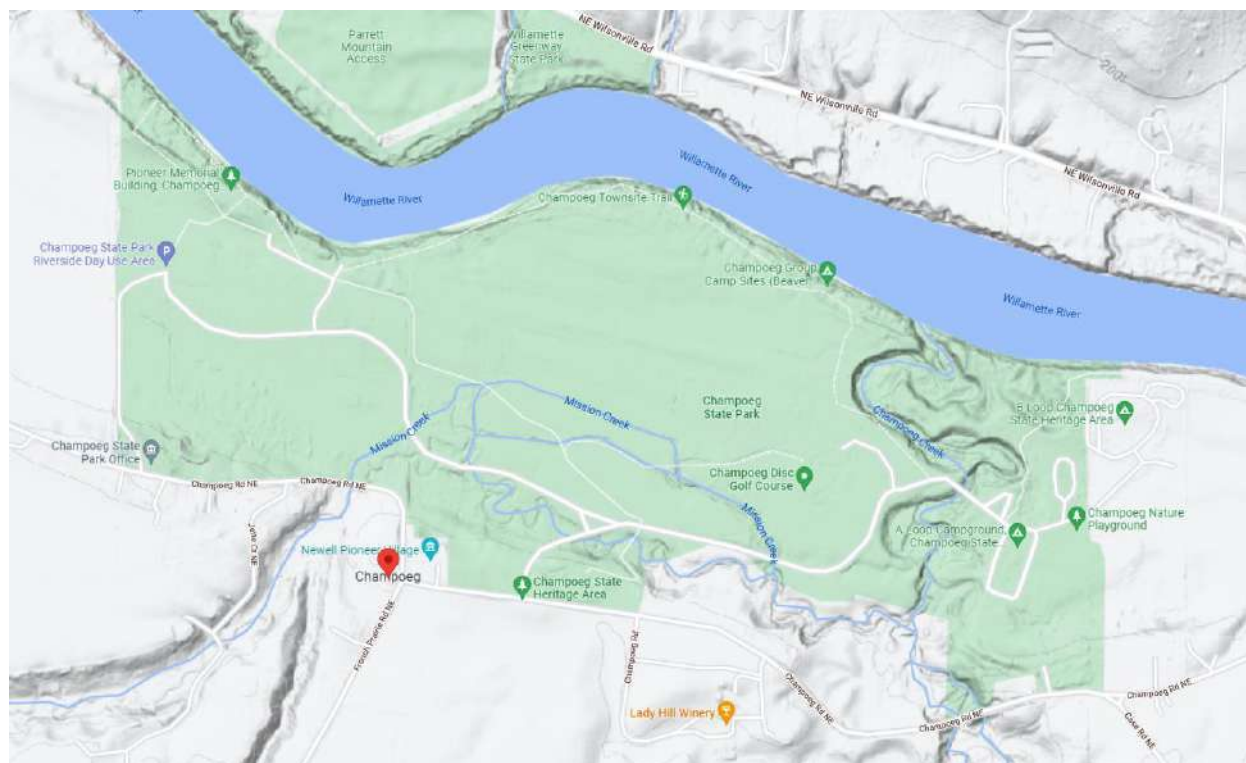 Parrett
Mountain
Access
Willamette
Greenway
State Park
NE Wilsonville Rd
NE Wilsonville Rd
NE Wilsonville Rd
Pioneer Memorial
Building, Champoeg
Willamette River
Willamette River
Champoeg Townsite Trail
Champoeg State Park
Riverside Day Use Area
P
Champoeg Group
Camp Sites (Beaver
Willamette River
Mission Creek
Mission Creek
Champoeg
State Park
Champoeg Creek
B Loop Champoeg
State Heritage Area
Champoeg State
Park Office
Champoeg Rd NE
Champoeg Rd NE
Champoeg Disc
Golf Course
Mission Creek
Champoeg Nature
Playground
A Loop Campground,
Champoeg State...
Newell Pioneer Village
Champoeg
Champoeg State
Heritage Area
French Prairie Rd NE
Champoeg Rd NE
Champoeg Rd NE
Champoeg Rd NE
Case Rd NE
Lady Hill Winery